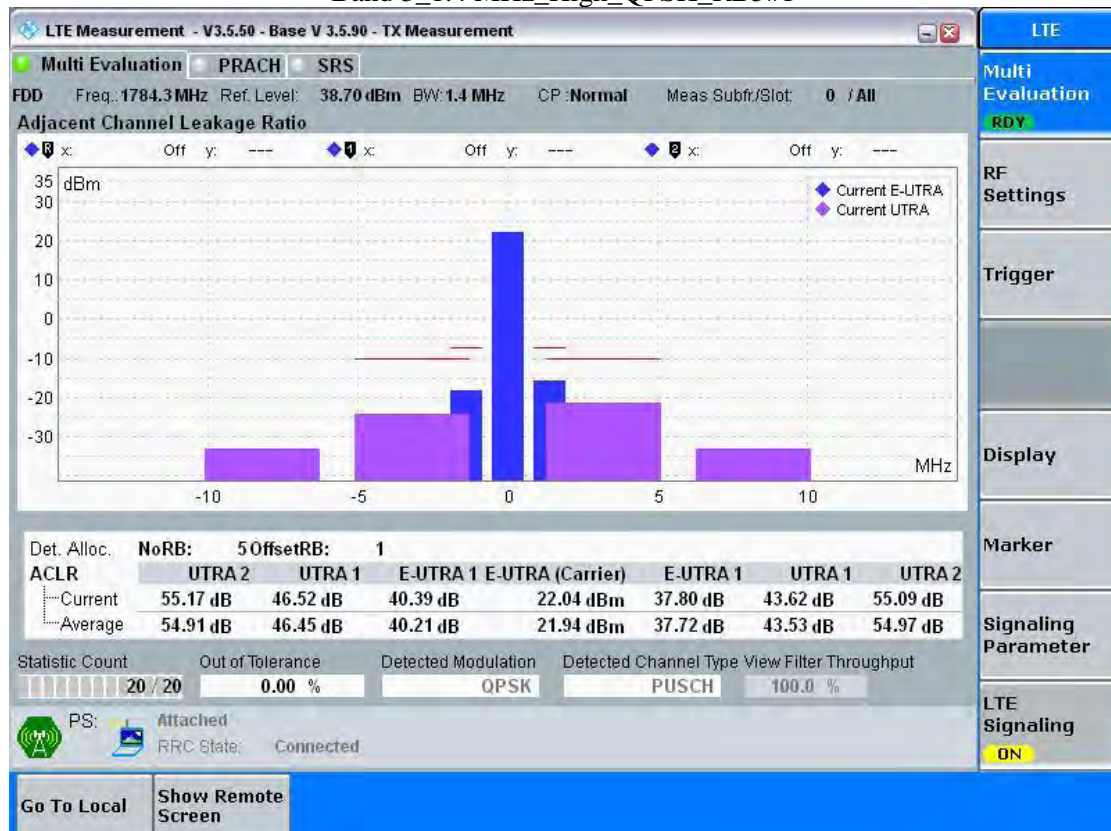 LTE Measurement - V3.5.50 - Base V 3.5.90 - TX Measurement
LTE
Multi Evaluation PRACH SRS
Multi
Evaluation
RDY
FDD Freq.: 1784.3 MHz Ref. Level: 38.70 dBm BW: 1.4 MHz CP :Normal Meas Subfr./Slot: 0 / All
Adjacent Channel Leakage Ratio
R x: Off y: --- 1 x: Off y: --- 2 x: Off y: ---
35 dBm
30
20
10
0
-10
-20
-30
Current E-UTRA
Current UTRA
MHz
-10 -5 0 5 10
RF
Settings
Trigger
Display
Marker
Signaling
Parameter
LTE
Signaling
ON
Det. Alloc. NoRB: 5 OffsetRB: 1
ACLR UTRA 2 UTRA 1 E-UTRA 1 E-UTRA (Carrier) E-UTRA 1 UTRA 1 UTRA 2
Current 55.17 dB 46.52 dB 40.39 dB 22.04 dBm 37.80 dB 43.62 dB 55.09 dB
Average 54.91 dB 46.45 dB 40.21 dB 21.94 dBm 37.72 dB 43.53 dB 54.97 dB
Statistic Count Out of Tolerance Detected Modulation Detected Channel Type View Filter Throughput
20 / 20 0.00 % QPSK PUSCH 100.0 %
PS: Attached
RRC State: Connected
Go To Local
Show Remote
Screen